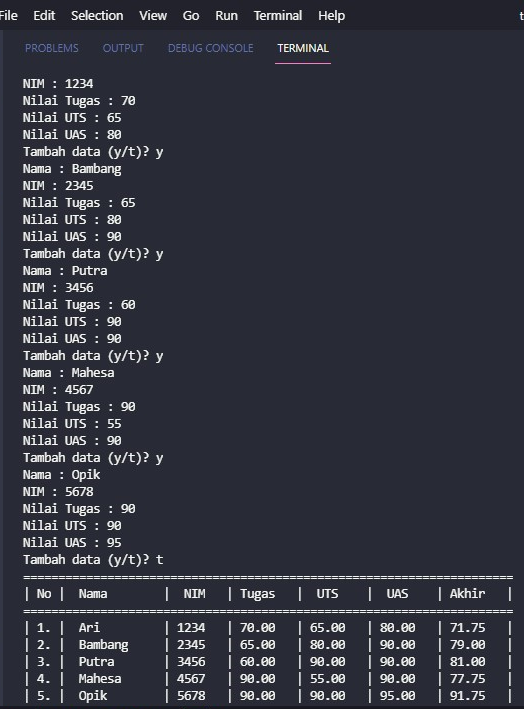 File Edit Selection View Go Run Terminal Help
PROBLEMS OUTPUT DEBUG CONSOLE TERMINAL
NIM : 1234
Nilai Tugas : 70
Nilai UTS : 65
Nilai UAS : 80
Tambah data (y/t)? y
Nama : Bambang
NIM : 2345
Nilai Tugas : 65
Nilai UTS : 80
Nilai UAS : 90
Tambah data (y/t)? y
Nama : Putra
NIM : 3456
Nilai Tugas : 60
Nilai UTS : 90
Nilai UAS : 90
Tambah data (y/t)? y
Nama : Mahesa
NIM : 4567
Nilai Tugas : 90
Nilai UTS : 55
Nilai UAS : 90
Tambah data (y/t)? y
Nama : Opik
NIM : 5678
Nilai Tugas : 90
Nilai UTS : 90
Nilai UAS : 95
Tambah data (y/t)? t
======================================================================
| No | Nama | NIM | Tugas | UTS | UAS | Akhir |
======================================================================
| 1. | Ari | 1234 | 70.00 | 65.00 | 80.00 | 71.75 |
| 2. | Bambang | 2345 | 65.00 | 80.00 | 90.00 | 79.00 |
| 3. | Putra | 3456 | 60.00 | 90.00 | 90.00 | 81.00 |
| 4. | Mahesa | 4567 | 90.00 | 55.00 | 90.00 | 77.75 |
| 5. | Opik | 5678 | 90.00 | 90.00 | 95.00 | 91.75 |